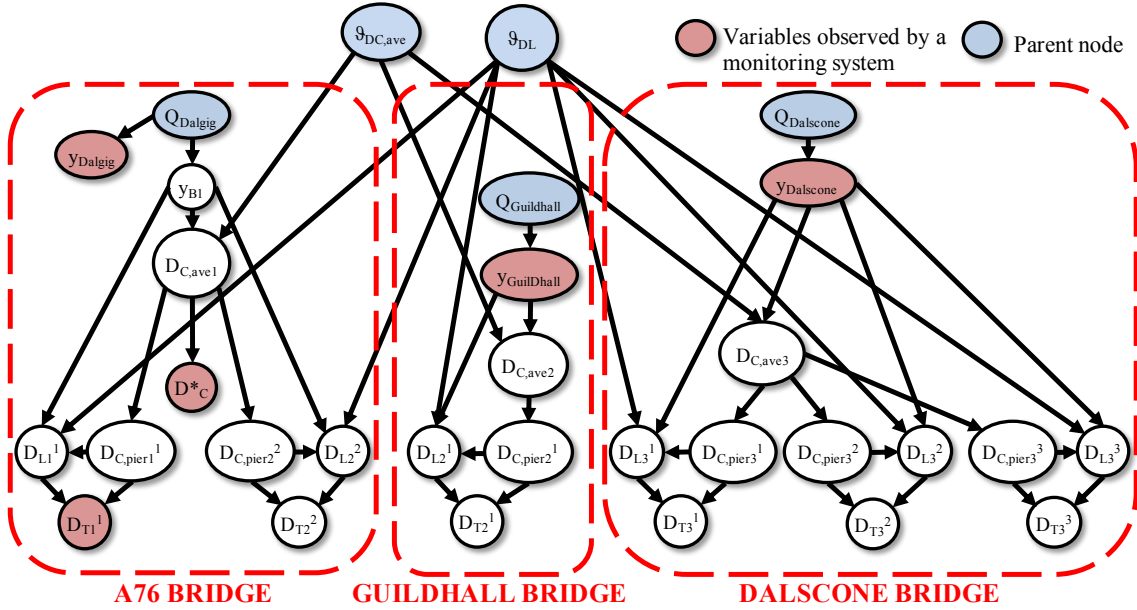 ϑDC,ave
ϑDL
Variables observed by a
monitoring system
Parent node
QDalgig
yDalgig
yB1
DC,ave1
D*C
DL1¹
DC,pier1¹
DC,pier2²
DL2²
DT1¹
DT2²
A76 BRIDGE
QGuildhall
yGuilDhall
DC,ave2
DL2¹
DC,pier2¹
DT2¹
GUILDHALL BRIDGE
QDalscone
yDalscone
DC,ave3
DL3¹
DC,pier3¹
DC,pier3²
DL3²
DC,pier3³
DL3³
DT3¹
DT3²
DT3³
DALSCONE BRIDGE